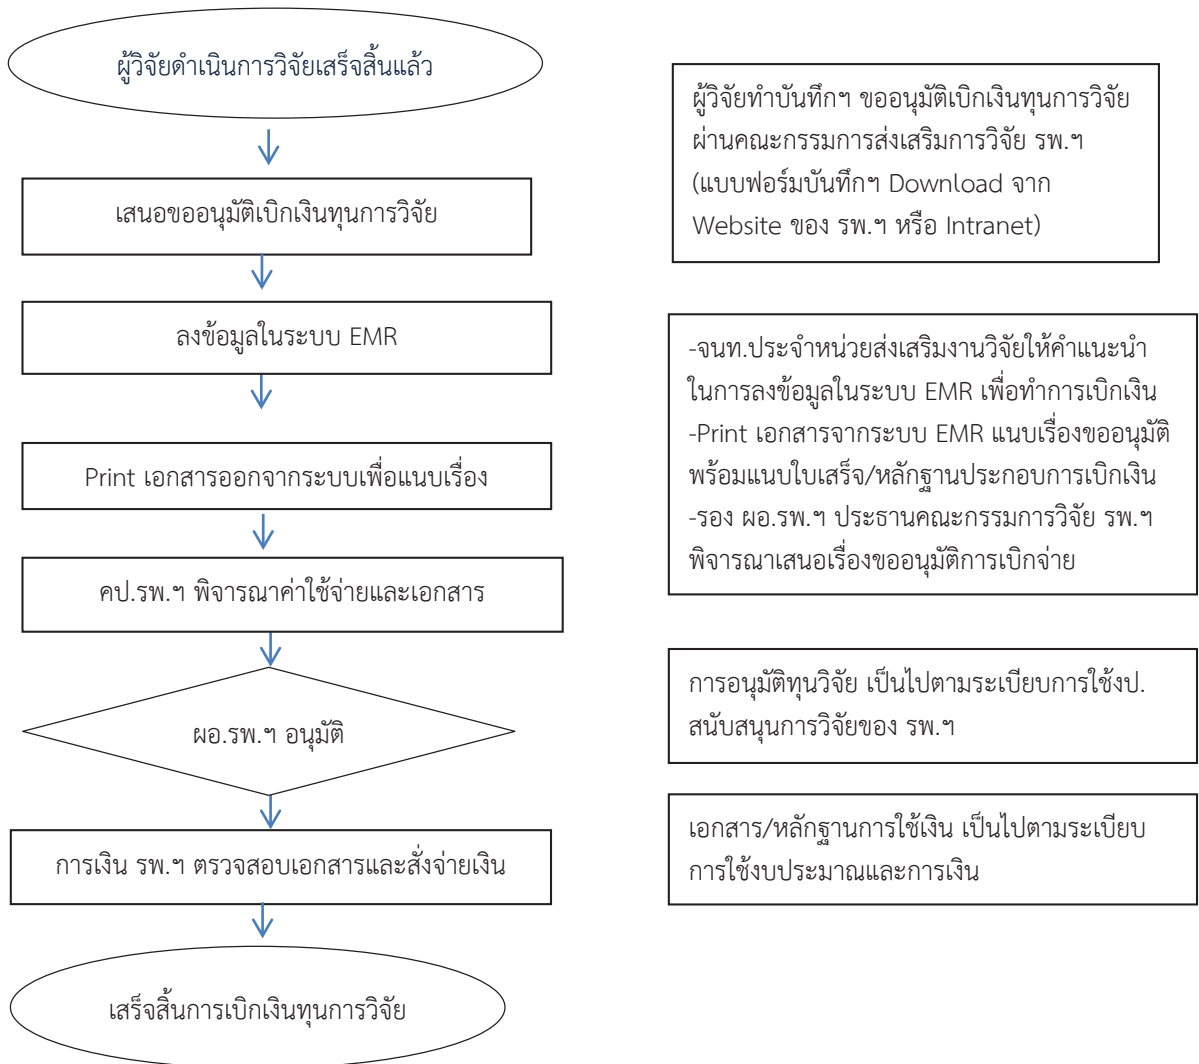 ผู้วิจัยดำเนินการวิจัยเสร็จสิ้นแล้ว
ผู้วิจัยทำบันทึกฯ ขออนุมัติเบิกเงินทุนการวิจัย
ผ่านคณะกรรมการส่งเสริมการวิจัย รพ.ฯ
(แบบฟอร์มบันทึกฯ Download จาก
Website ของ รพ.ฯ หรือ Intranet)
เสนอขออนุมัติเบิกเงินทุนการวิจัย
ลงข้อมูลในระบบ EMR
-จนท.ประจำหน่วยส่งเสริมงานวิจัยให้คำแนะนำ
ในการลงข้อมูลในระบบ EMR เพื่อทำการเบิกเงิน
-Print เอกสารจากระบบ EMR แนบเรื่องขออนุมัติ
พร้อมแนบใบเสร็จ/หลักฐานประกอบการเบิกเงิน
-รอง ผอ.รพ.ฯ ประธานคณะกรรมการวิจัย รพ.ฯ
พิจารณาเสนอเรื่องขออนุมัติการเบิกจ่าย
Print เอกสารออกจากระบบเพื่อแนบเรื่อง
คป.รพ.ฯ พิจารณาค่าใช้จ่ายและเอกสาร
ผอ.รพ.ฯ อนุมัติ
การอนุมัติทุนวิจัย เป็นไปตามระเบียบการใช้งป.
สนับสนุนการวิจัยของ รพ.ฯ
การเงิน รพ.ฯ ตรวจสอบเอกสารและสั่งจ่ายเงิน
เอกสาร/หลักฐานการใช้เงิน เป็นไปตามระเบียบ
การใช้งบประมาณและการเงิน
เสร็จสิ้นการเบิกเงินทุนการวิจัย